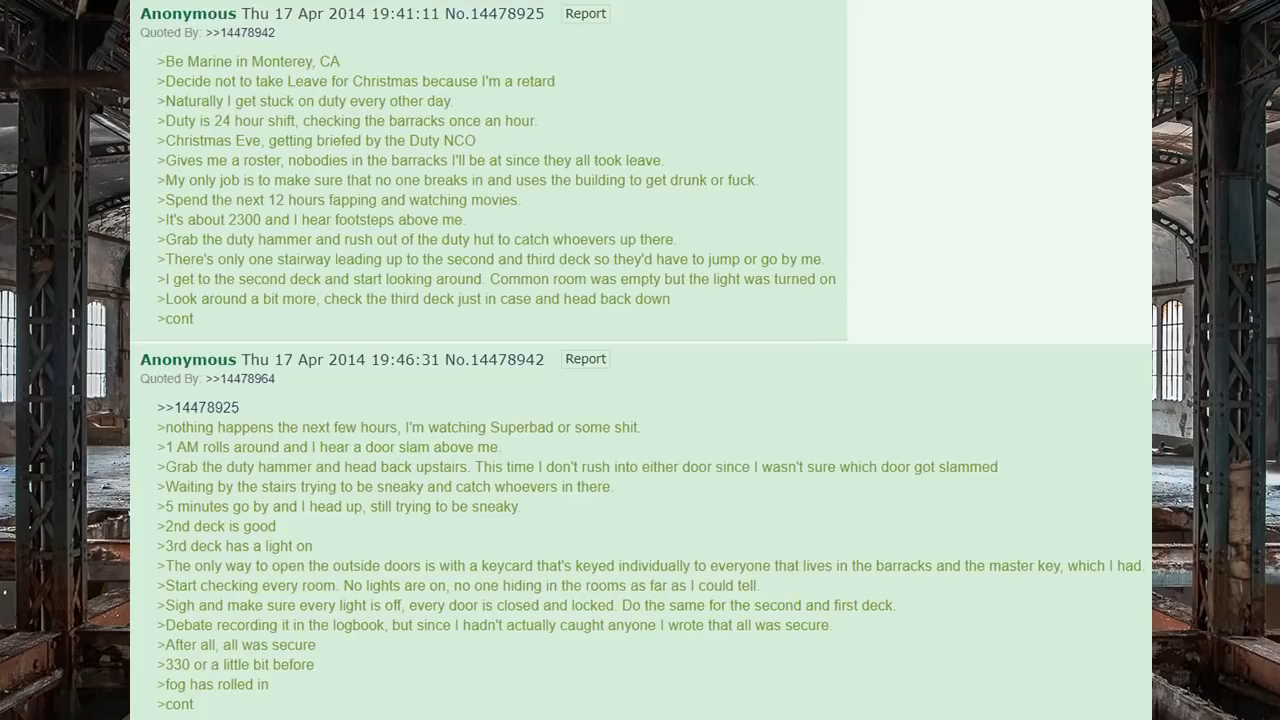 Anonymous Thu 17 Apr 2014 19:41:11 No.14478925 Report
Quoted By: >>14478942
>Be Marine in Monterey, CA
>Decide not to take Leave for Christmas because I'm a retard
>Naturally I get stuck on duty every other day.
>Duty is 24 hour shift, checking the barracks once an hour.
>Christmas Eve, getting briefed by the Duty NCO
>Gives me a roster, nobodies in the barracks I'll be at since they all took leave.
>My only job is to make sure that no one breaks in and uses the building to get drunk or fuck.
>Spend the next 12 hours fapping and watching movies.
>It's about 2300 and I hear footsteps above me.
>Grab the duty hammer and rush out of the duty hut to catch whoevers up there.
>There's only one stairway leading up to the second and third deck so they'd have to jump or go by me.
>I get to the second deck and start looking around. Common room was empty but the light was turned on
>Look around a bit more, check the third deck just in case and head back down
>cont
Anonymous Thu 17 Apr 2014 19:46:31 No.14478942 Report
Quoted By: >>14478964
>>14478925
>nothing happens the next few hours, I'm watching Superbad or some shit.
>1 AM rolls around and I hear a door slam above me.
>Grab the duty hammer and head back upstairs. This time I don't rush into either door since I wasn't sure which door got slammed
>Waiting by the stairs trying to be sneaky and catch whoevers in there.
>5 minutes go by and I head up, still trying to be sneaky.
>2nd deck is good
>3rd deck has a light on
>The only way to open the outside doors is with a keycard that's keyed individually to everyone that lives in the barracks and the master key, which I had.
>Start checking every room. No lights are on, no one hiding in the rooms as far as I could tell.
>Sigh and make sure every light is off, every door is closed and locked. Do the same for the second and first deck.
>Debate recording it in the logbook, but since I hadn't actually caught anyone I wrote that all was secure.
>After all, all was secure
>330 or a little bit before
>fog has rolled in
>cont